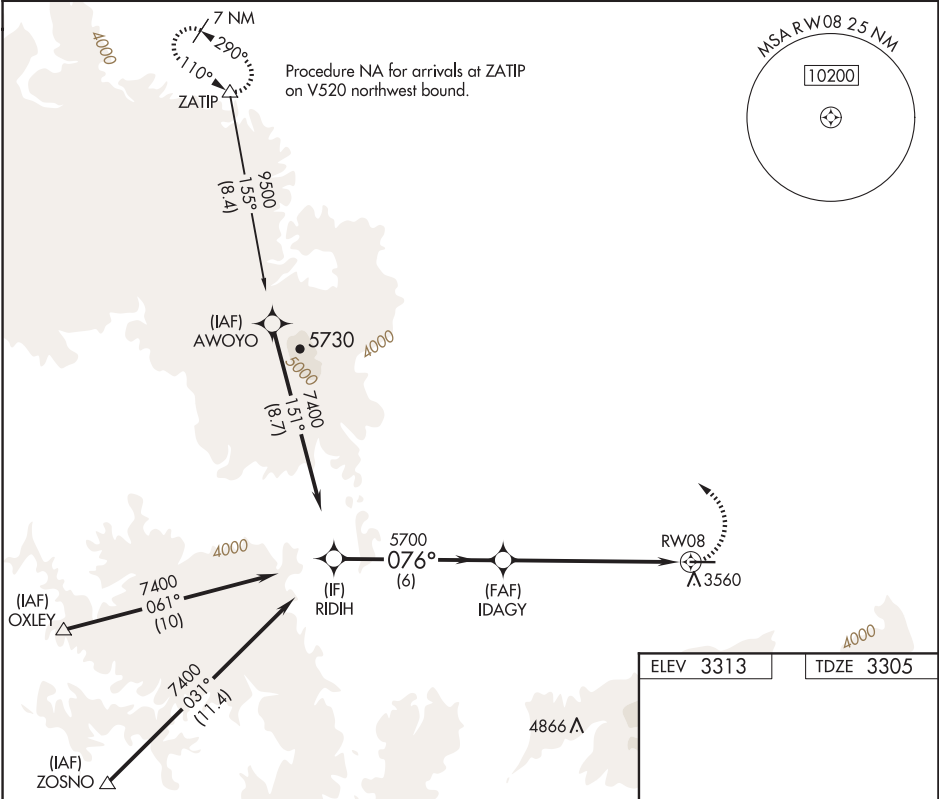 4000
7 NM
290°
110°
ZATIP
Procedure NA for arrivals at ZATIP
on V520 northwest bound.
MSA RW08 25 NM
10200
9500
155°
(8.4)
(IAF)
AWOYO
5730
5000
4000
7400
151°
(8.7)
4000
5700
076°
(6)
(IF)
RIDIH
(FAF)
IDAGY
RW08
3560
7400
061°
(10)
(IAF)
OXLEY
7400
031°
(11.4)
(IAF)
ZOSNO
4866
4000
ELEV 3313
TDZE 3305